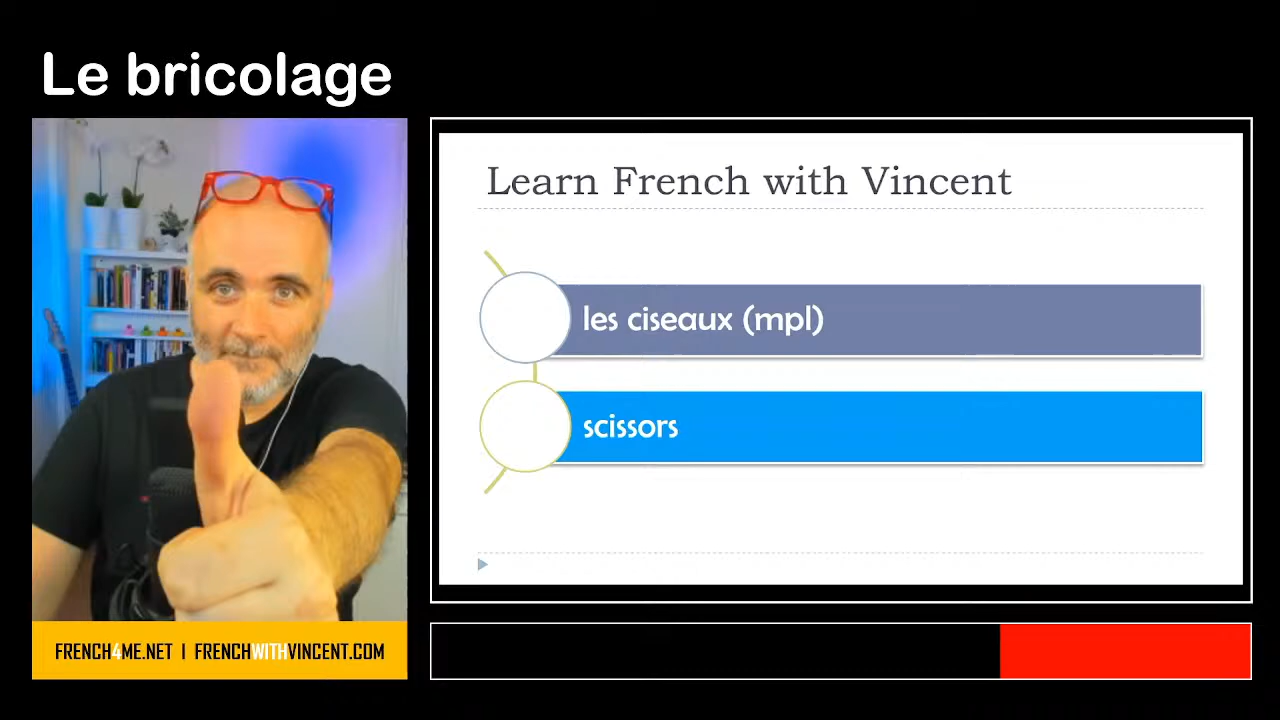 Le bricolage
Learn French with Vincent
les ciseaux (mpl)
scissors
FRENCH4ME.NET | FRENCHWITHVINCENT.COM